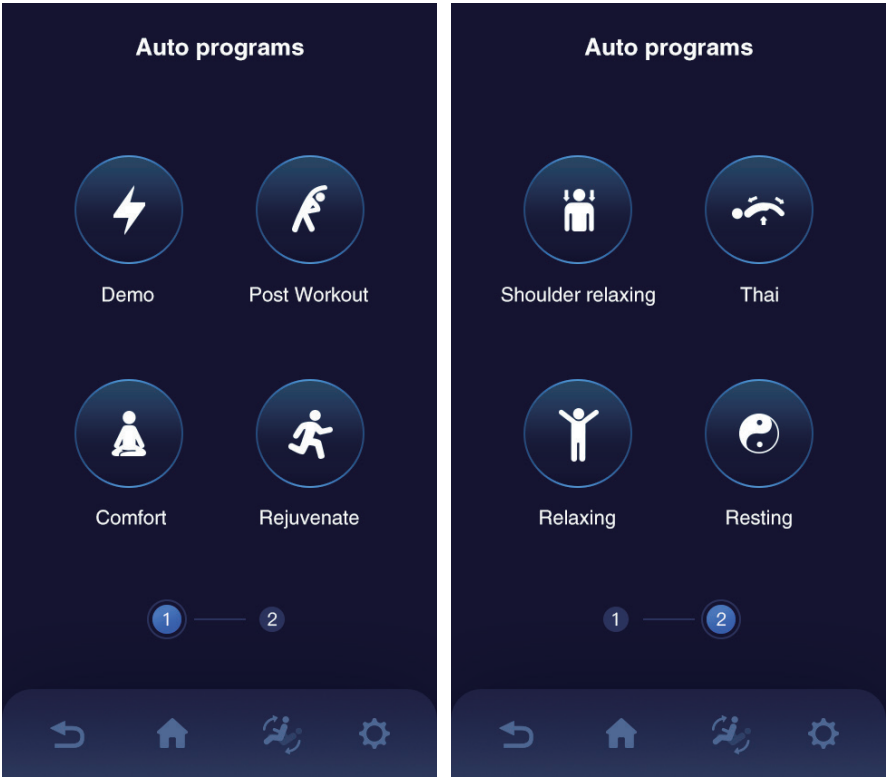 Auto programs
Demo
Post Workout
Comfort
Rejuvenate
1
2
Auto programs
Shoulder relaxing
Thai
Relaxing
Resting
1
2